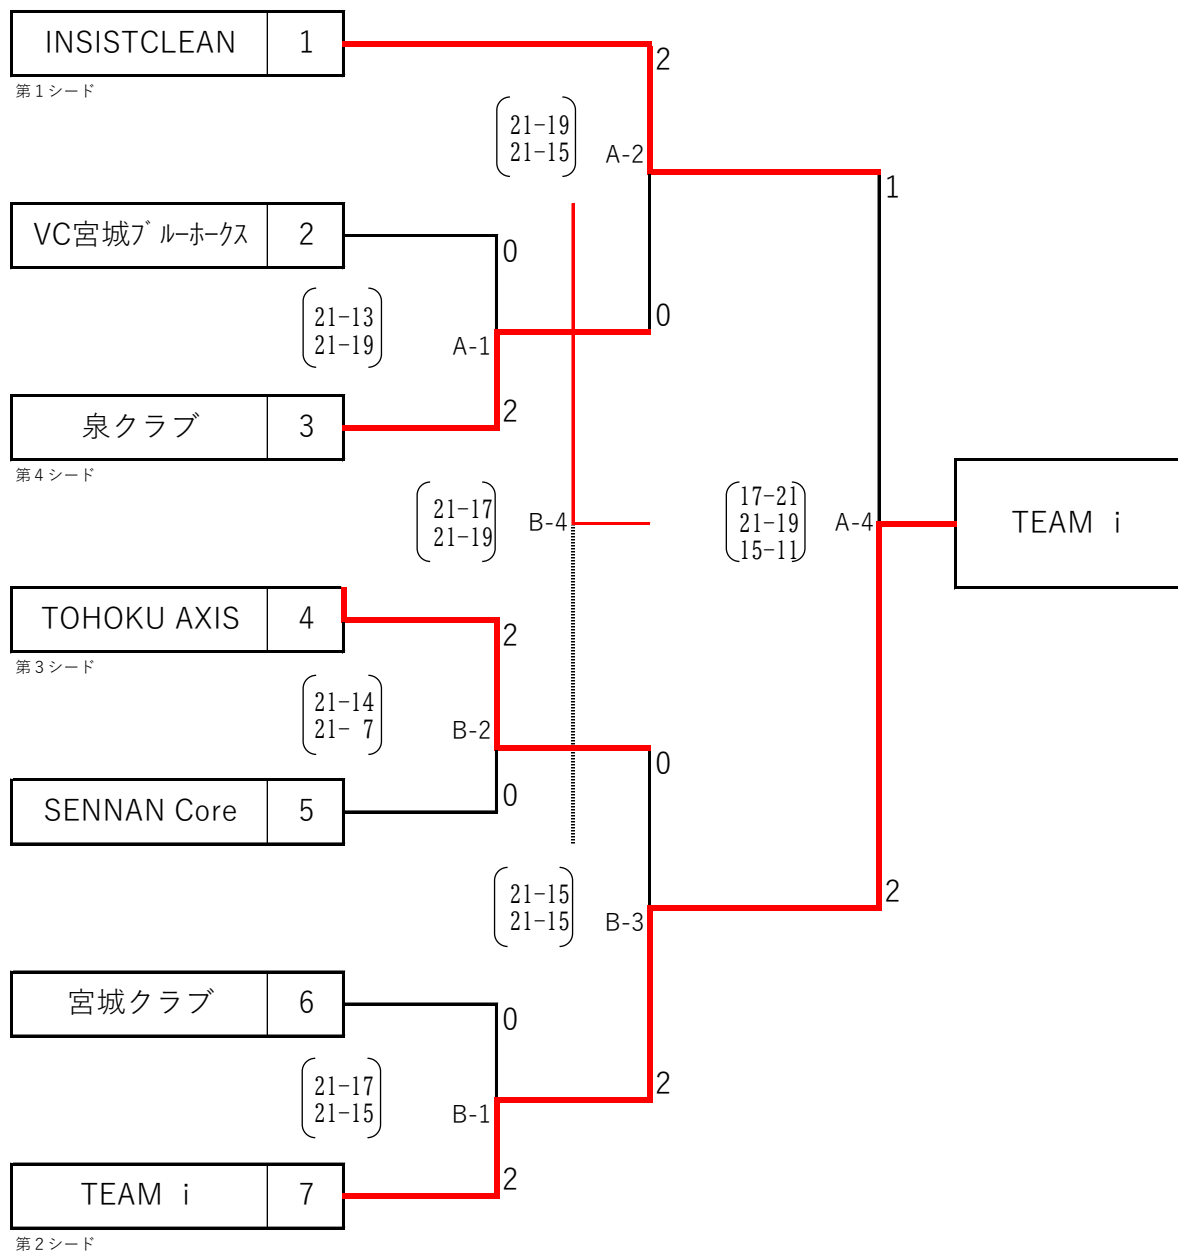 INSISTCLEAN 1
第1シード
2
21-19
21-15
A-2
1
VC宮城ﾌﾞﾙｰﾎｰｸｽ 2
0
21-13
21-19
A-1
0
泉クラブ 3
2
第4シード
21-17
21-19
B-4
17-21
21-19
15-11
A-4
TEAM i
TOHOKU AXIS 4
2
第3シード
21-14
21- 7
B-2
0
SENNAN Core 5
0
21-15
21-15
B-3
2
宮城クラブ 6
0
21-17
21-15
B-1
2
TEAM i 7
2
第2シード